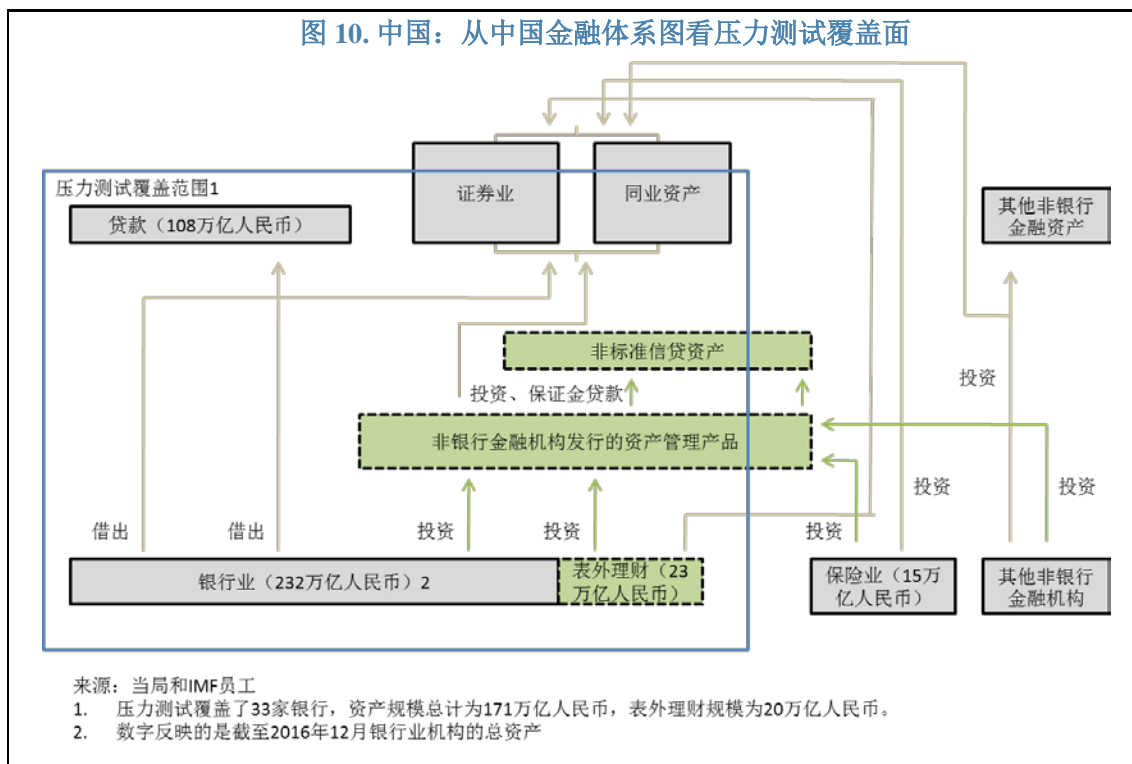 图 10. 中国：从中国金融体系图看压力测试覆盖面
压力测试覆盖范围1
贷款（108万亿人民币）
证券业
同业资产
其他非银行
金融资产
非标准信贷资产
投资、保证金贷款
投资
非银行金融机构发行的资产管理产品
借出
借出
投资
投资
投资
投资
投资
银行业（232万亿人民币）2
表外理财（23
万亿人民币）
保险业（15万
亿人民币）
其他非银行
金融机构
来源：当局和IMF员工
1. 压力测试覆盖了33家银行，资产规模总计为171万亿人民币，表外理财规模为20万亿人民币。
2. 数字反映的是截至2016年12月银行业机构的总资产